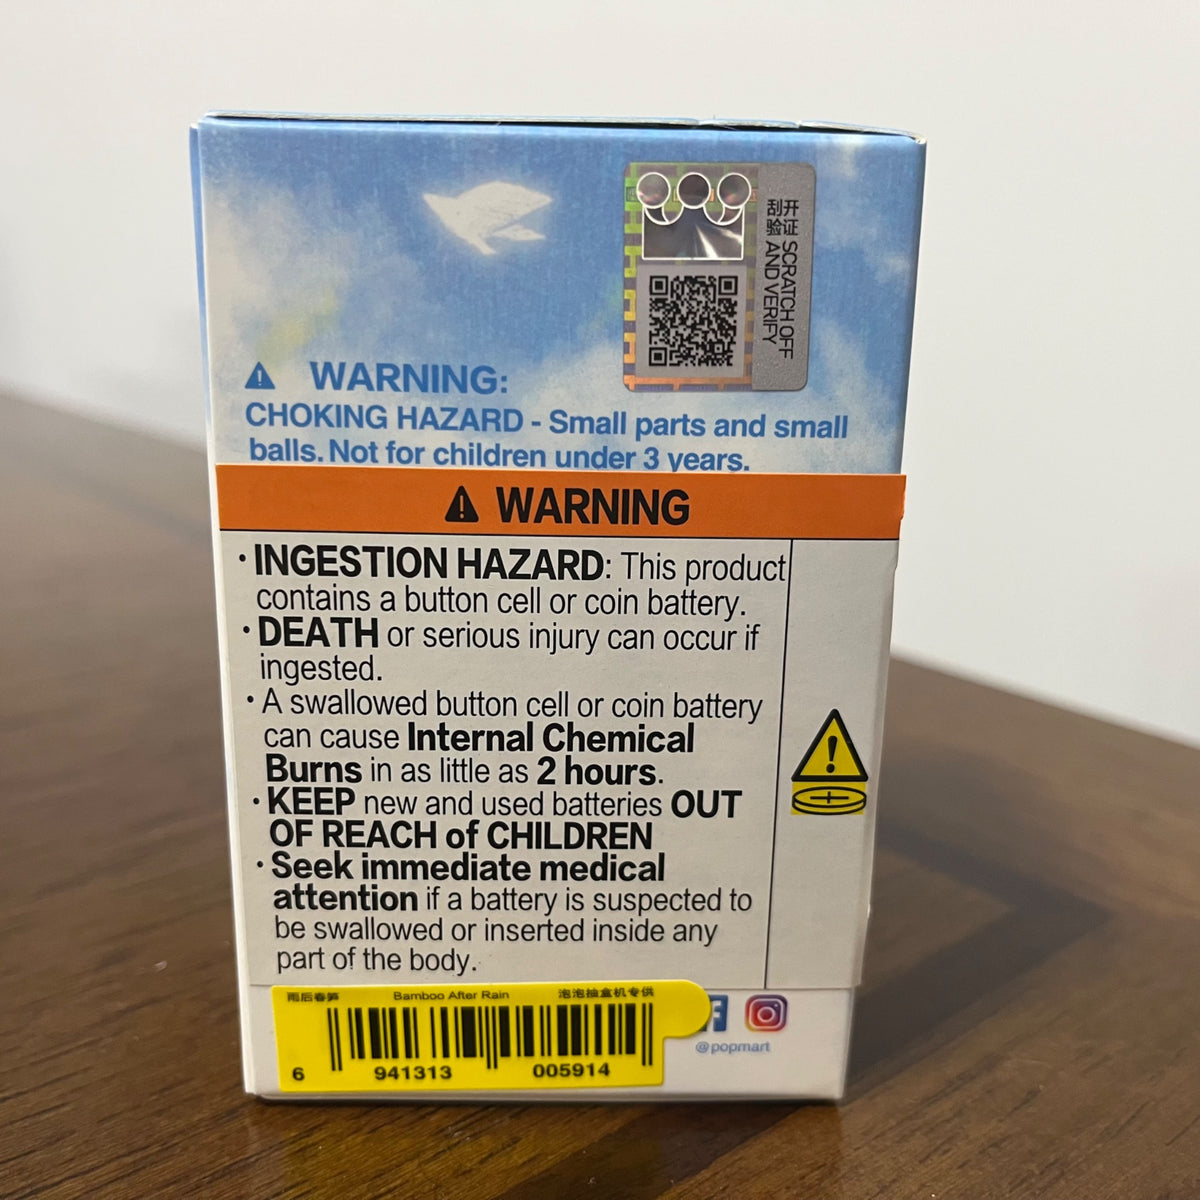 开证 SCRATCH OFF
刮验 AND VERIFY
WARNING:
CHOKING HAZARD - Small parts and small
balls. Not for children under 3 years.
WARNING
• INGESTION HAZARD: This product
contains a button cell or coin battery.
• DEATH or serious injury can occur if
ingested.
• A swallowed button cell or coin battery
can cause Internal Chemical
Burns in as little as 2 hours.
• KEEP new and used batteries OUT
OF REACH of CHILDREN
• Seek immediate medical
attention if a battery is suspected to
be swallowed or inserted inside any
part of the body.
雨后春笋 Bamboo After Rain 泡泡抽盒机专供
6 941313 005914
@popmart